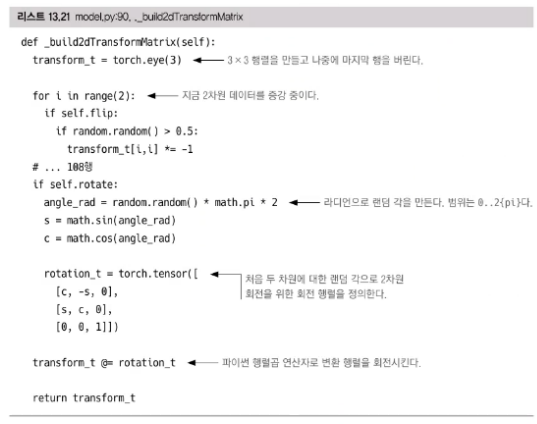 리스트 13.21 model.py:90, ._build2dTransformMatrix
def _build2dTransformMatrix(self):
transform_t = torch.eye(3) 3×3 행렬을 만들고 나중에 마지막 행을 버린다.
for i in range(2): 지금 2차원 데이터를 증강 중이다.
if self.flip:
if random.random() > 0.5:
transform_t[i,i] *= -1
# ... 108행
if self.rotate:
angle_rad = random.random() * math.pi * 2 라디언으로 랜덤 각을 만든다. 범위는 0..2{pi}다.
s = math.sin(angle_rad)
c = math.cos(angle_rad)
rotation_t = torch.tensor([ 처음 두 차원에 대한 랜덤 각으로 2차원
[c, -s, 0], 회전을 위한 회전 행렬을 정의한다.
[s, c, 0],
[0, 0, 1]])
transform_t @= rotation_t 파이썬 행렬곱 연산자로 변환 행렬을 회전시킨다.
return transform_t